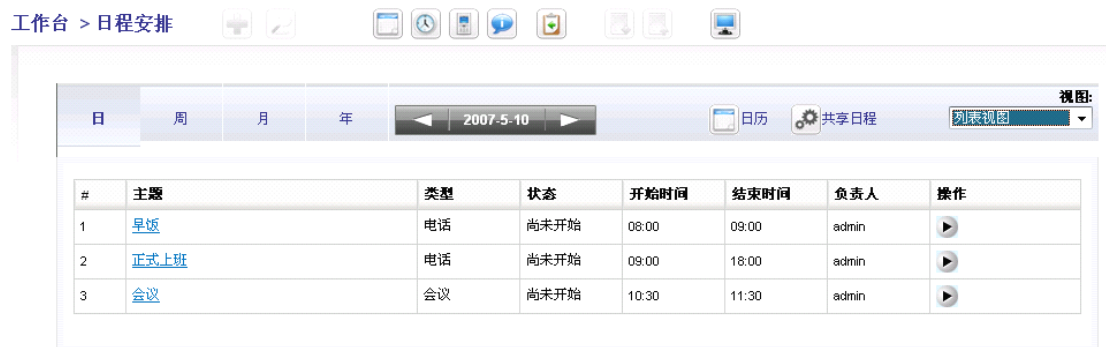 工作台 > 日程安排
视图:
日 周 月 年 2007-5-10 日历 共享日程 列表视图
# 主题 类型 状态 开始时间 结束时间 负责人 操作
1 早饭 电话 尚未开始 08:00 09:00 admin
2 正式上班 电话 尚未开始 09:00 18:00 admin
3 会议 会议 尚未开始 10:30 11:30 admin